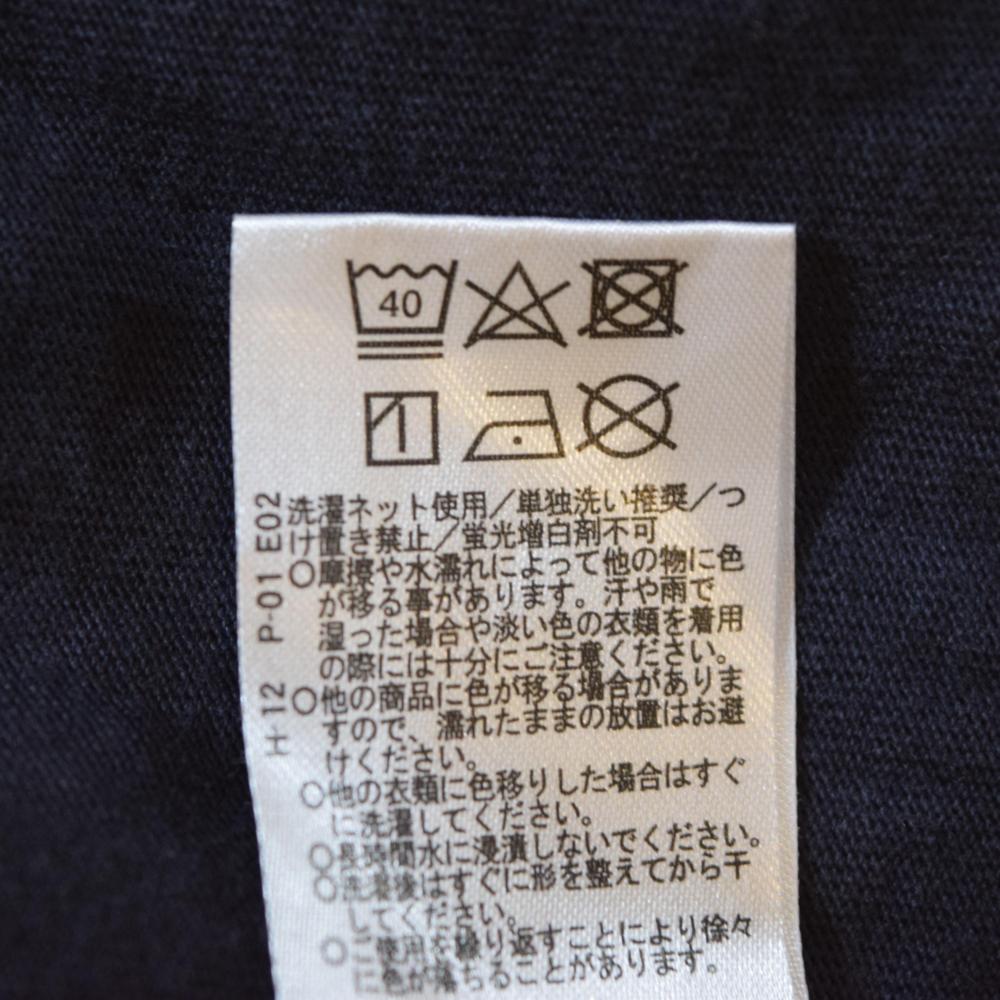 40
洗濯ネット使用／単独洗い推奨／つ
け置き禁止／蛍光増白剤不可
○摩擦や水濡れによって他の物に色
が移る事があります。汗や雨で
湿った場合や淡い色の衣類を着用
の際には十分にご注意ください。
○他の商品に色が移る場合がありま
すので、濡れたままの放置はお避
けください。
○他の衣類に色移りした場合はすぐ
に洗濯してください。
○長時間水に浸漬しないでください。
○洗濯後はすぐに形を整えてから干
してください。
○ご使用を繰り返すことにより徐々
に色が落ちることがあります。
H-12 P-01 E02